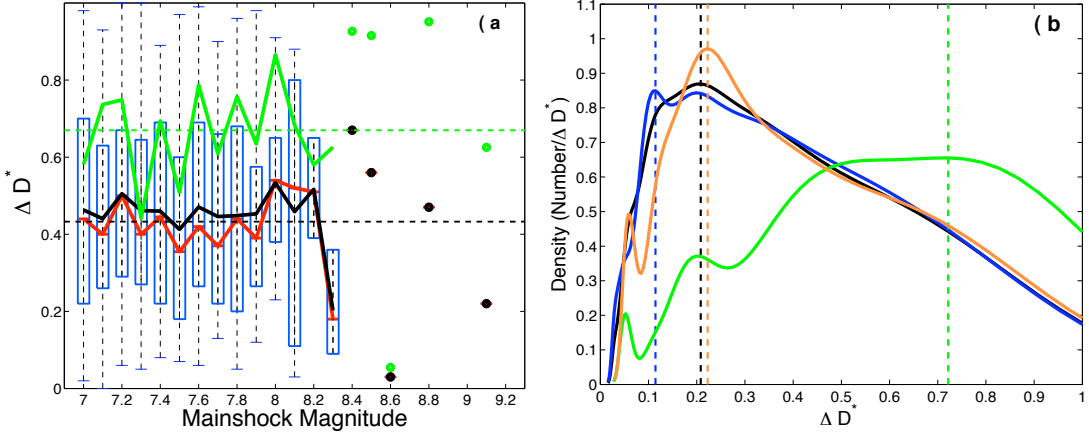 ( a
Δ D*
0.8
0.6
0.4
0.2
0
7 7.2 7.4 7.6 7.8 8 8.2 8.4 8.6 8.8 9 9.2
Mainshock Magnitude
( b
Density (Number/Δ D*)
1.1
1
0.9
0.8
0.7
0.6
0.5
0.4
0.3
0.2
0.1
0
0 0.1 0.2 0.3 0.4 0.5 0.6 0.7 0.8 0.9 1
Δ D*